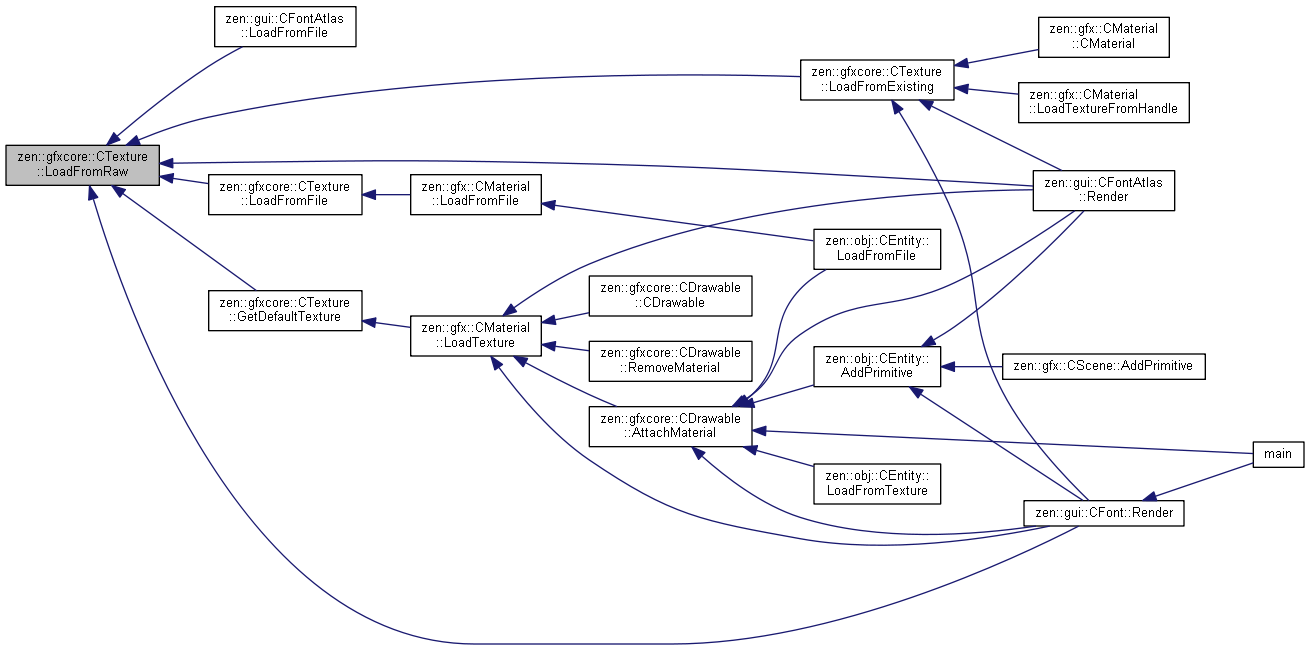 zen::gui::CFontAtlas
::LoadFromFile
zen::gfx::CMaterial
::CMaterial
zen::gfxcore::CTexture
::LoadFromExisting
zen::gfx::CMaterial
::LoadTextureFromHandle
zen::gfxcore::CTexture
::LoadFromRaw
zen::gfxcore::CTexture
::LoadFromFile
zen::gfx::CMaterial
::LoadFromFile
zen::gui::CFontAtlas
::Render
zen::obj::CEntity::
LoadFromFile
zen::gfxcore::CTexture
::GetDefaultTexture
zen::gfxcore::CDrawable
::CDrawable
zen::gfx::CMaterial
::LoadTexture
zen::gfxcore::CDrawable
::RemoveMaterial
zen::obj::CEntity::
AddPrimitive
zen::gfx::CScene::AddPrimitive
zen::gfxcore::CDrawable
::AttachMaterial
main
zen::obj::CEntity::
LoadFromTexture
zen::gui::CFont::Render